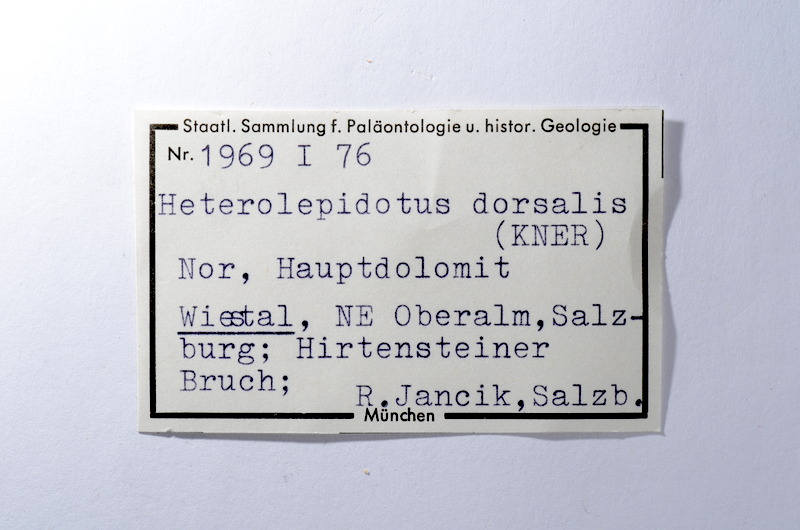 Staatl. Sammlung f. Paläontologie u. histor. Geologie
Nr. 1969 I 76
Heterolepidotus dorsalis
(KNER)
Nor, Hauptdolomit
Wiestal, NE Oberalm,Salz-
burg; Hirtensteiner
Bruch;
R.Jancik,Salzb.
München